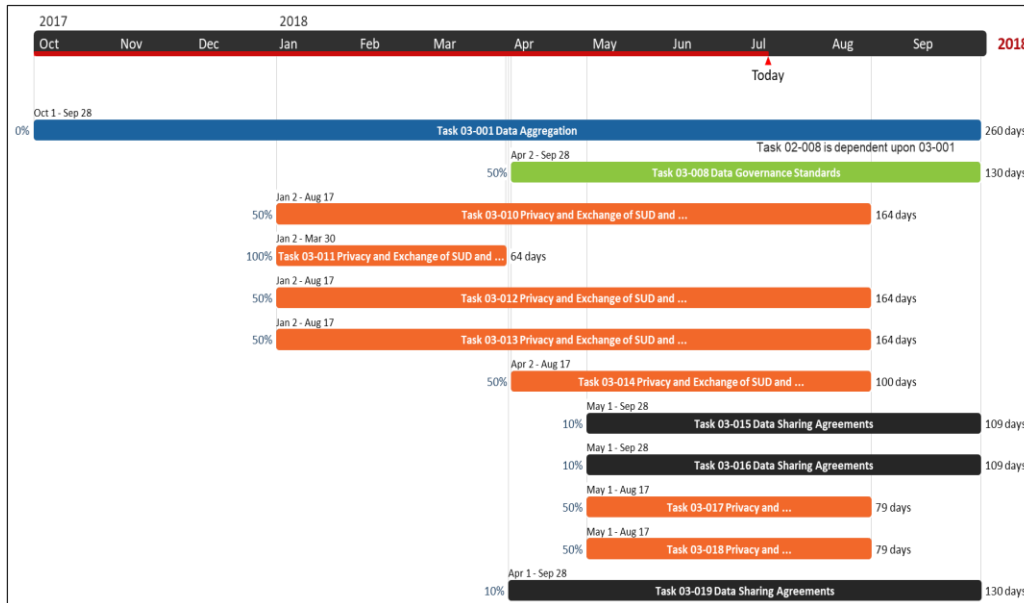 2017 2018
Oct Nov Dec Jan Feb Mar Apr May Jun Jul Aug Sep 2018
Today
Oct 1 - Sep 28
0% Task 03-001 Data Aggregation 260 days
Task 02-008 is dependent upon 03-001
Apr 2 - Sep 28
50% Task 03-008 Data Governance Standards 130 days
Jan 2 - Aug 17
50% Task 03-010 Privacy and Exchange of SUD and ... 164 days
Jan 2 - Mar 30
100% Task 03-011 Privacy and Exchange of SUD and ... 64 days
Jan 2 - Aug 17
50% Task 03-012 Privacy and Exchange of SUD and ... 164 days
Jan 2 - Aug 17
50% Task 03-013 Privacy and Exchange of SUD and ... 164 days
Apr 2 - Aug 17
50% Task 03-014 Privacy and Exchange of SUD and ... 100 days
May 1 - Sep 28
10% Task 03-015 Data Sharing Agreements 109 days
May 1 - Sep 28
10% Task 03-016 Data Sharing Agreements 109 days
May 1 - Aug 17
50% Task 03-017 Privacy and ... 79 days
May 1 - Aug 17
50% Task 03-018 Privacy and ... 79 days
Apr 1 - Sep 28
10% Task 03-019 Data Sharing Agreements 130 days